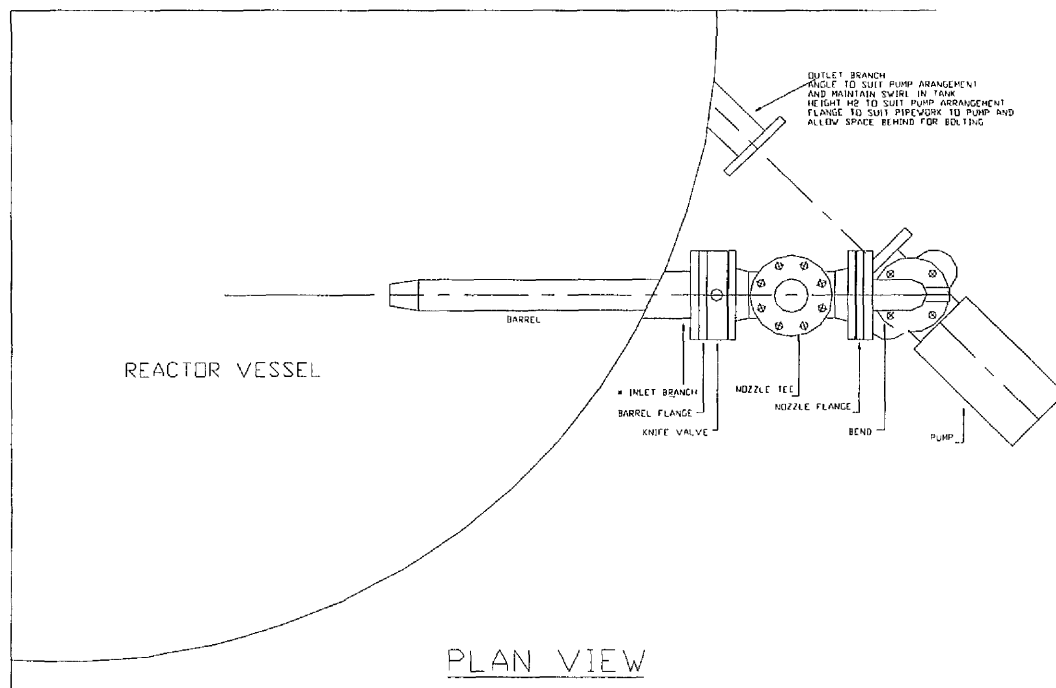 OUTLET BRANCH
ANGLE TO SUIT PUMP ARANGEMENT
AND MAINTAIN SWIRL IN TANK
HEIGHT H2 TO SUIT PUMP ARRANGEMENT
FLANGE TO SUIT PIPEWORK TO PUMP AND
ALLOW SPACE BEHIND FOR BOLTING
BARREL
REACTOR VESSEL
* INLET BRANCH
BARREL FLANGE
KNIFE VALVE
NOZZLE TEE
NOZZLE FLANGE
BEND
PUMP
PLAN VIEW